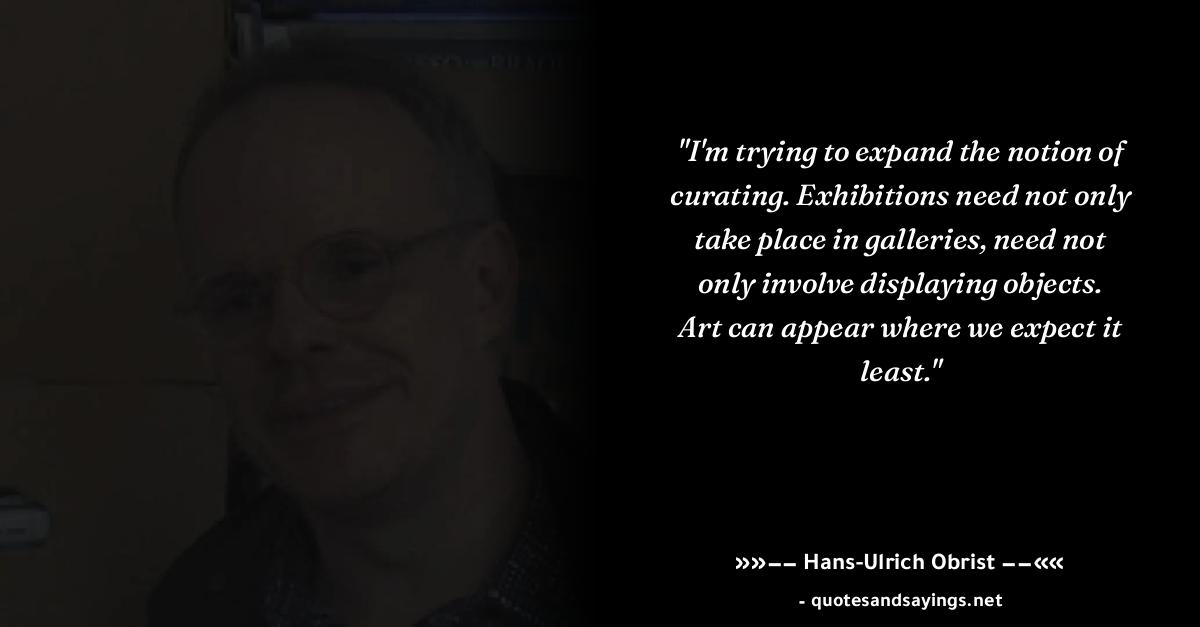 "I'm trying to expand the notion of
curating. Exhibitions need not only
take place in galleries, need not
only involve displaying objects.
Art can appear where we expect it
least."
»»−− Hans-Ulrich Obrist −−««
- quotesandsayings.net